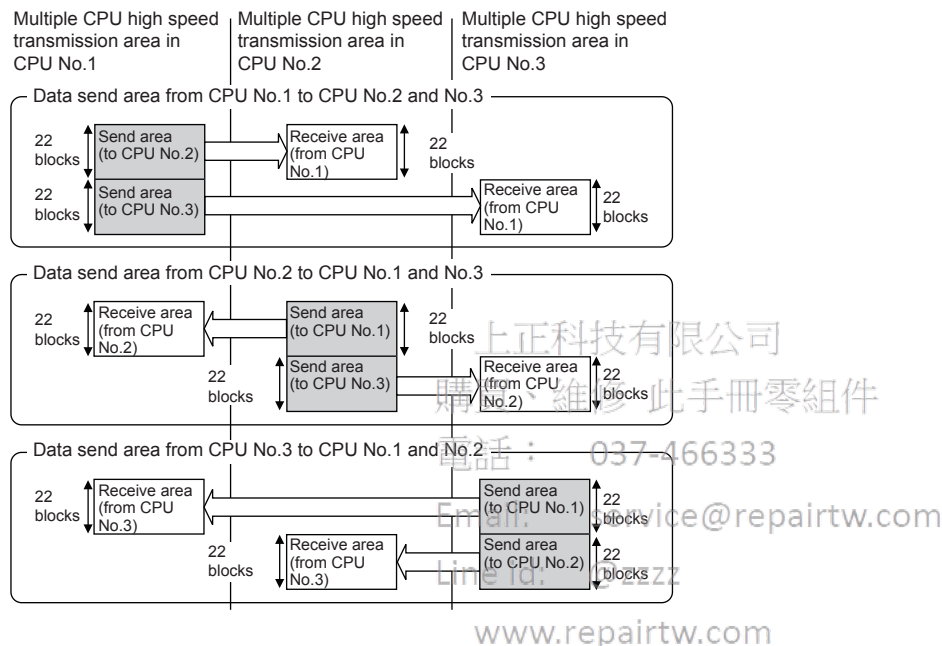 Multiple CPU high speed
transmission area in
CPU No.1
Multiple CPU high speed
transmission area in
CPU No.2
Multiple CPU high speed
transmission area in
CPU No.3
Data send area from CPU No.1 to CPU No.2 and No.3
22
blocks
Send area
(to CPU No.2)
Receive area
(from CPU
No.1)
22
blocks
22
blocks
Send area
(to CPU No.3)
Receive area
(from CPU
No.1)
22
blocks
Data send area from CPU No.2 to CPU No.1 and No.3
22
blocks
Receive area
(from CPU
No.2)
Send area
(to CPU No.1)
22
blocks
22
blocks
Send area
(to CPU No.3)
Receive area
(from CPU
No.2)
22
blocks
Data send area from CPU No.3 to CPU No.1 and No.2
22
blocks
Receive area
(from CPU
No.3)
Send area
(to CPU No.1)
22
blocks
22
blocks
Receive area
(from CPU
No.3)
Send area
(to CPU No.2)
22
blocks
上正科技有限公司
購買、維修 此手冊零組件
電話： 037-466333
Email: service@repairtw.com
Line id: @zzzz
www.repairtw.com